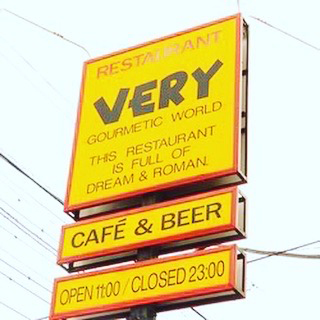 RESTAURANT
VERY
GOURMETIC WORLD
THIS RESTAURANT
IS FULL OF
DREAM & ROMAN.
CAFÉ & BEER
OPEN 11:00 / CLOSED 23:00